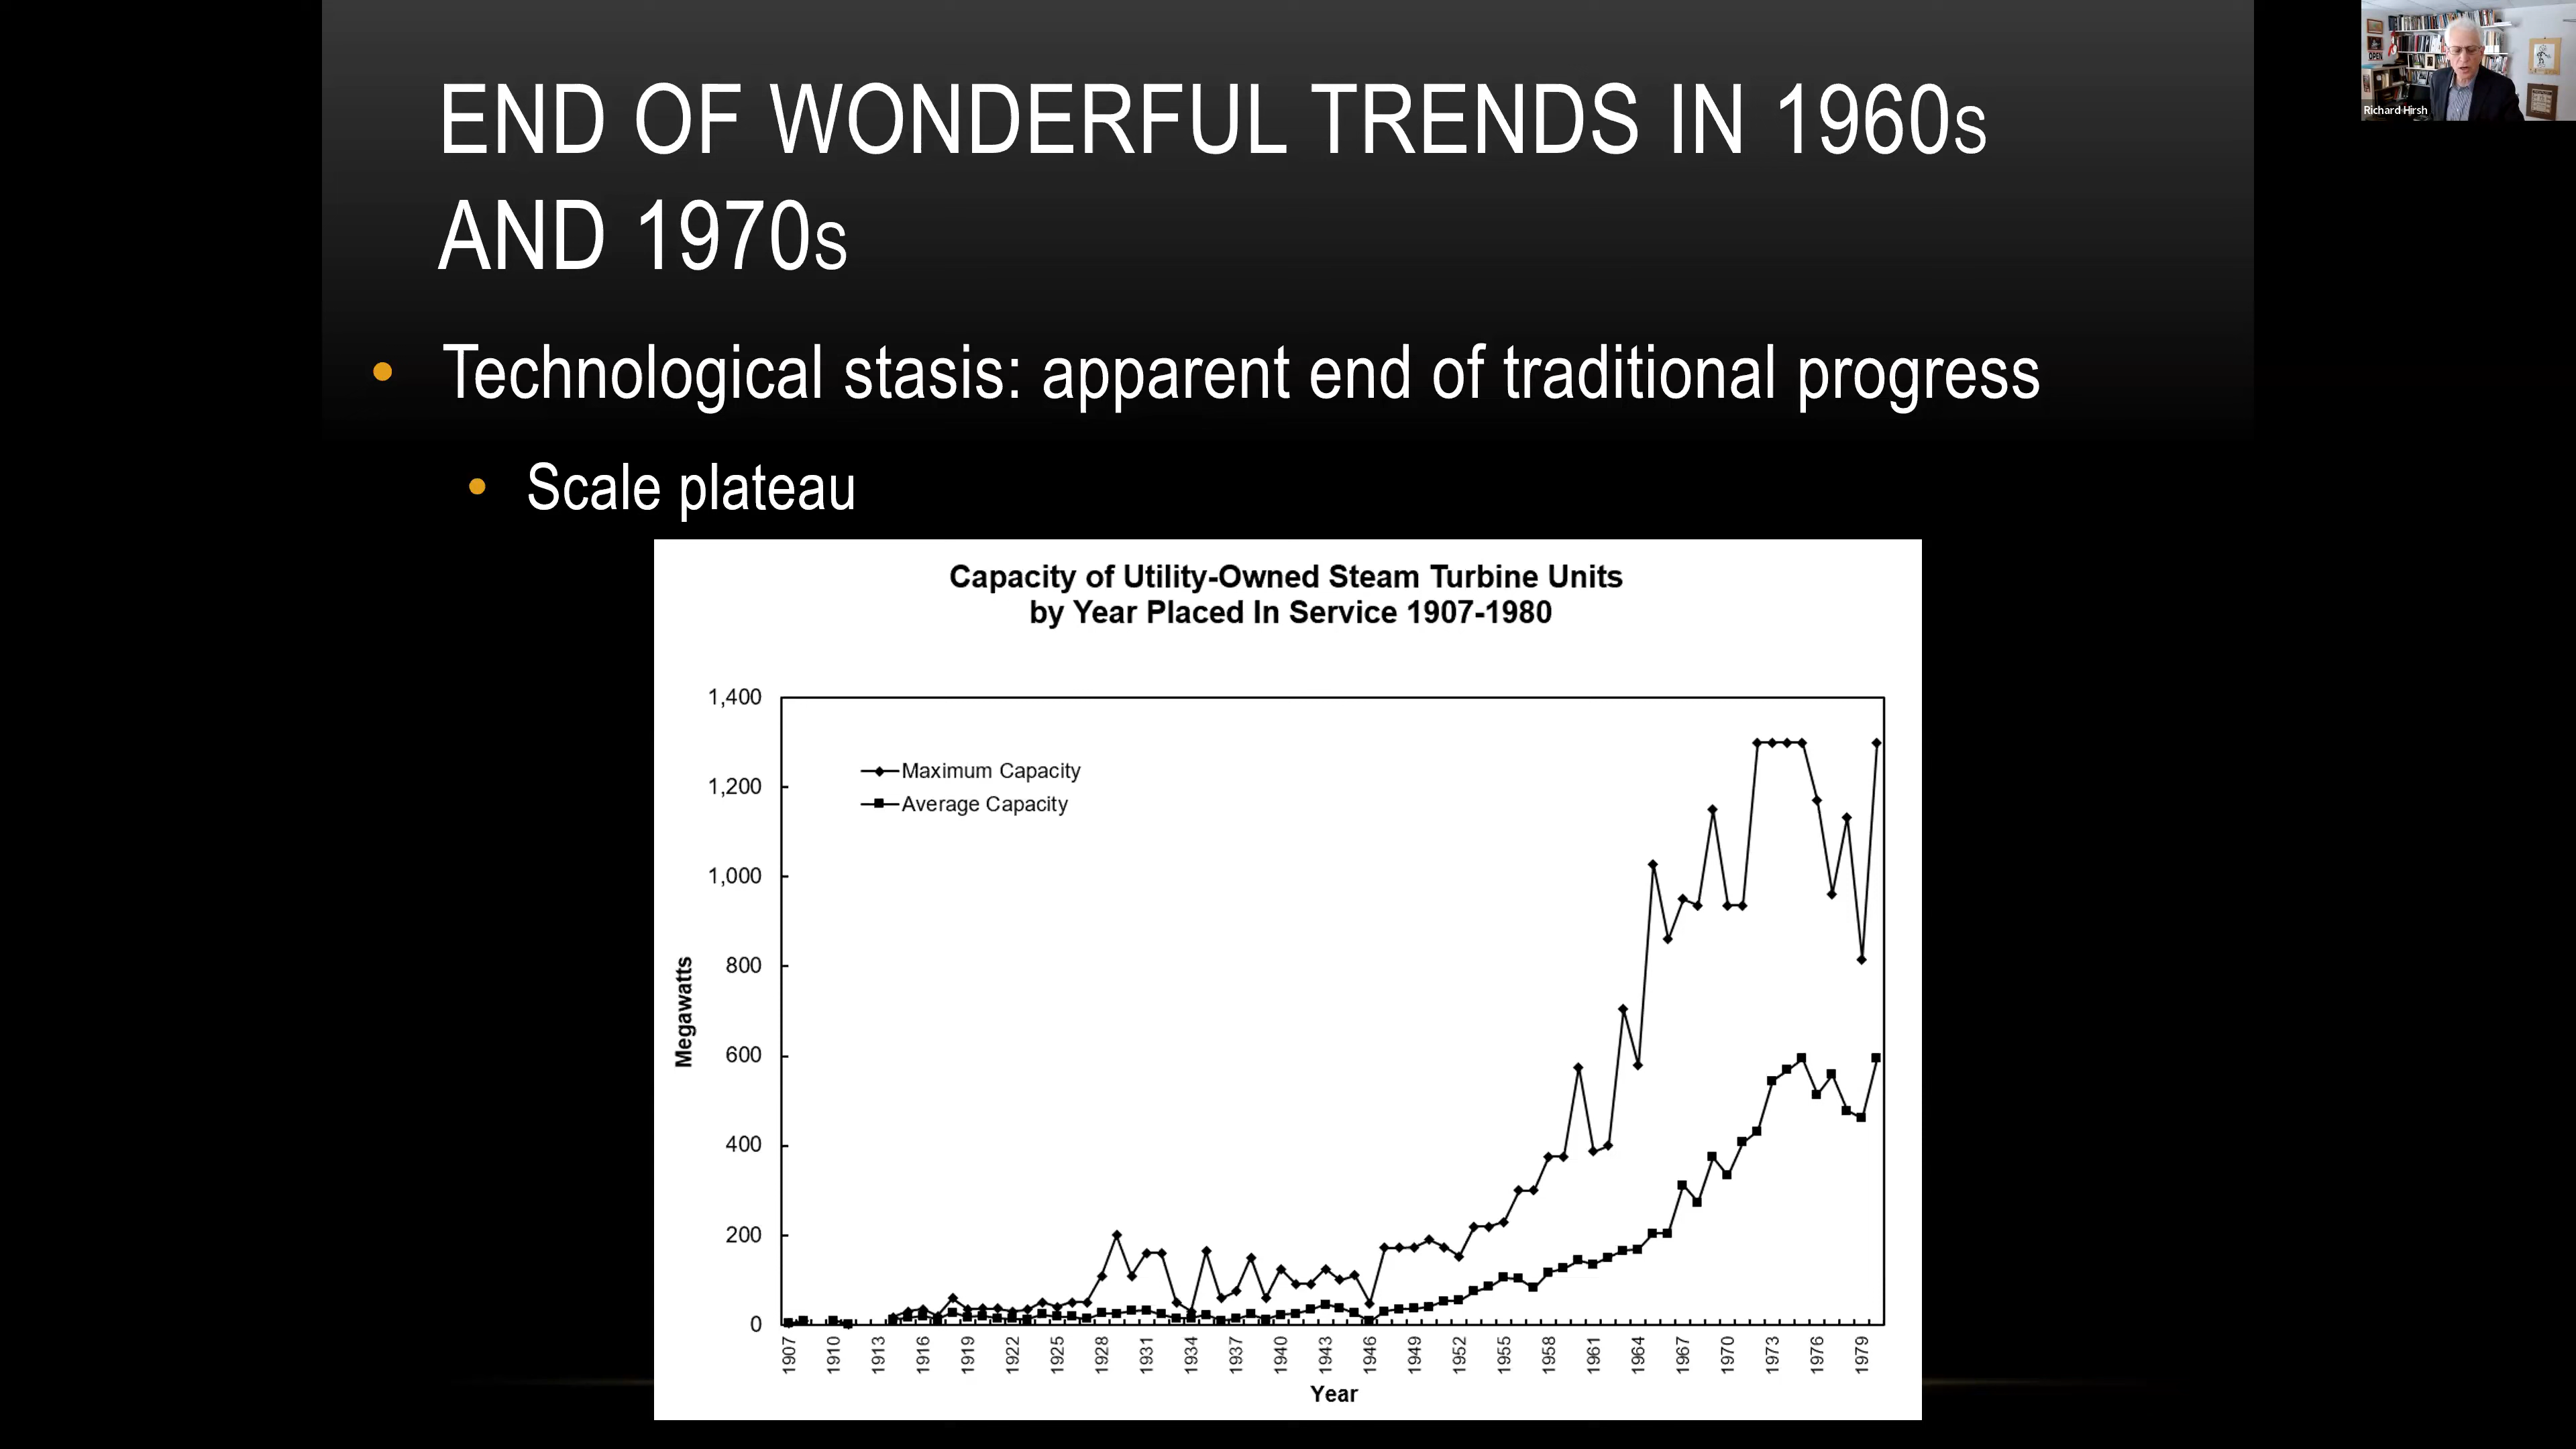 END OF WONDERFUL TRENDS IN 1960s
AND 1970s
Richard Hirsh
OPEN
• Technological stasis: apparent end of traditional progress
• Scale plateau
Capacity of Utility-Owned Steam Turbine Units
by Year Placed In Service 1907-1980
1,400
1,200
1,000
800
600
400
200
0
Maximum Capacity
Average Capacity
Megawatts
1907 1910 1913 1916 1919 1922 1925 1928 1931 1934 1937 1940 1943 1946 1949 1952 1955 1958 1961 1964 1967 1970 1973 1976 1979
Year